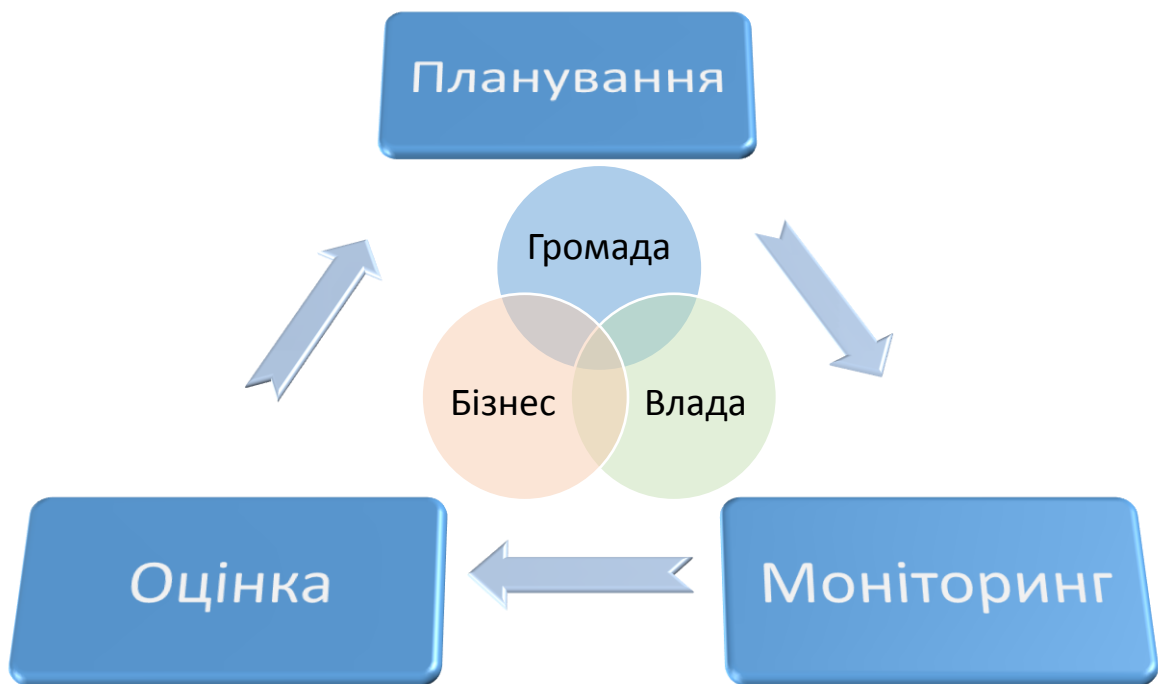 Планування
Громада
Бізнес
Влада
Оцінка
Моніторинг